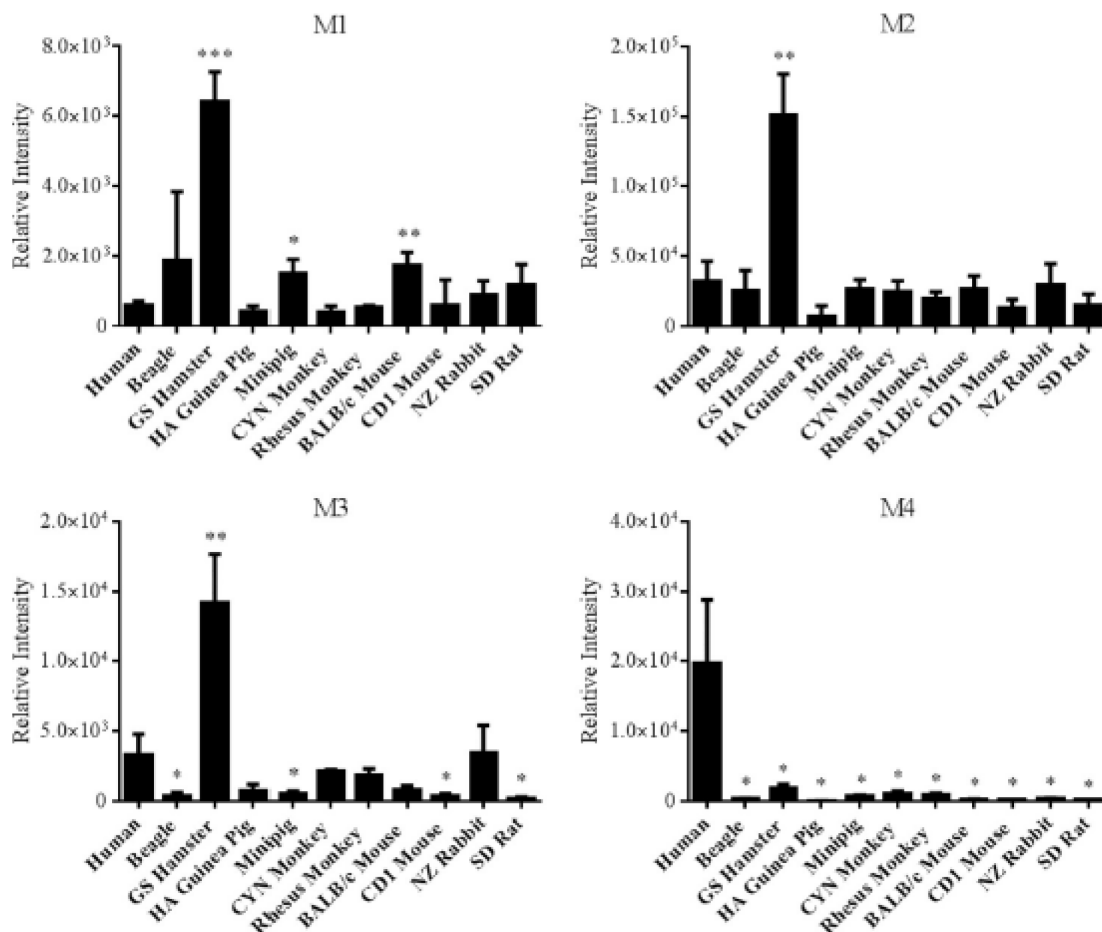 M1
Relative Intensity
8.0×10³
6.0×10³
4.0×10³
2.0×10³
0
***
*
**
Human
Beagle
GS Hamster
HA Guinea Pig
Minipig
CYN Monkey
Rhesus Monkey
BALB/c Mouse
CD1 Mouse
NZ Rabbit
SD Rat
M2
Relative Intensity
2.0×10⁵
1.5×10⁵
1.0×10⁵
5.0×10⁴
0
**
Human
Beagle
GS Hamster
HA Guinea Pig
Minipig
CYN Monkey
Rhesus Monkey
BALB/c Mouse
CD1 Mouse
NZ Rabbit
SD Rat
M3
Relative Intensity
2.0×10⁴
1.5×10⁴
1.0×10⁴
5.0×10³
0
*
**
*
*
*
Human
Beagle
GS Hamster
HA Guinea Pig
Minipig
CYN Monkey
Rhesus Monkey
BALB/c Mouse
CD1 Mouse
NZ Rabbit
SD Rat
M4
Relative Intensity
4.0×10⁴
3.0×10⁴
2.0×10⁴
1.0×10⁴
0
* * * * * * * * * *
Human
Beagle
GS Hamster
HA Guinea Pig
Minipig
CYN Monkey
Rhesus Monkey
BALB/c Mouse
CD1 Mouse
NZ Rabbit
SD Rat